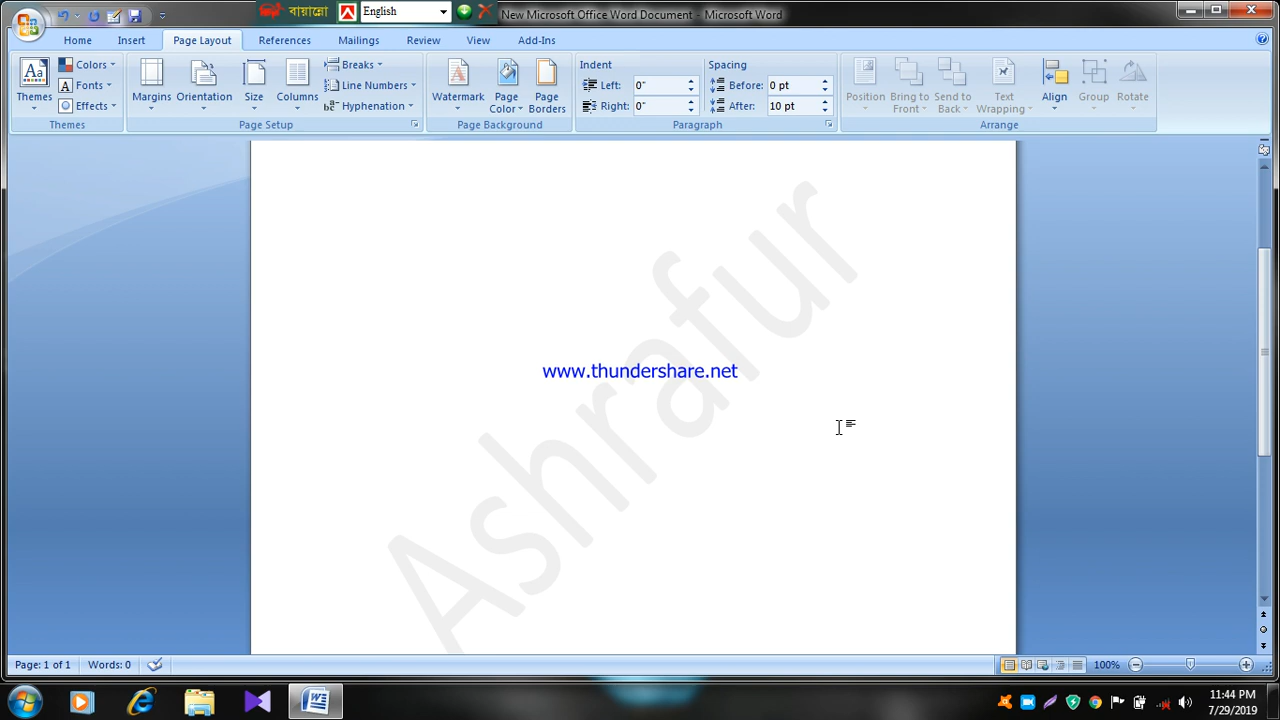 বায়ান্নো English New Microsoft Office Word Document - Microsoft Word
Home Insert Page Layout References Mailings Review View Add-Ins
Themes Colors Fonts Effects
Themes
Margins Orientation Size Columns Breaks Line Numbers Hyphenation
Page Setup
Watermark Page Color Page Borders
Page Background
Indent Spacing
Left: 0" Before: 0 pt
Right: 0" After: 10 pt
Paragraph
Position Bring to Front Send to Back Text Wrapping Align Group Rotate
Arrange
Ashrafur
www.thundershare.net
Page: 1 of 1 Words: 0 100%
11:44 PM
7/29/2019